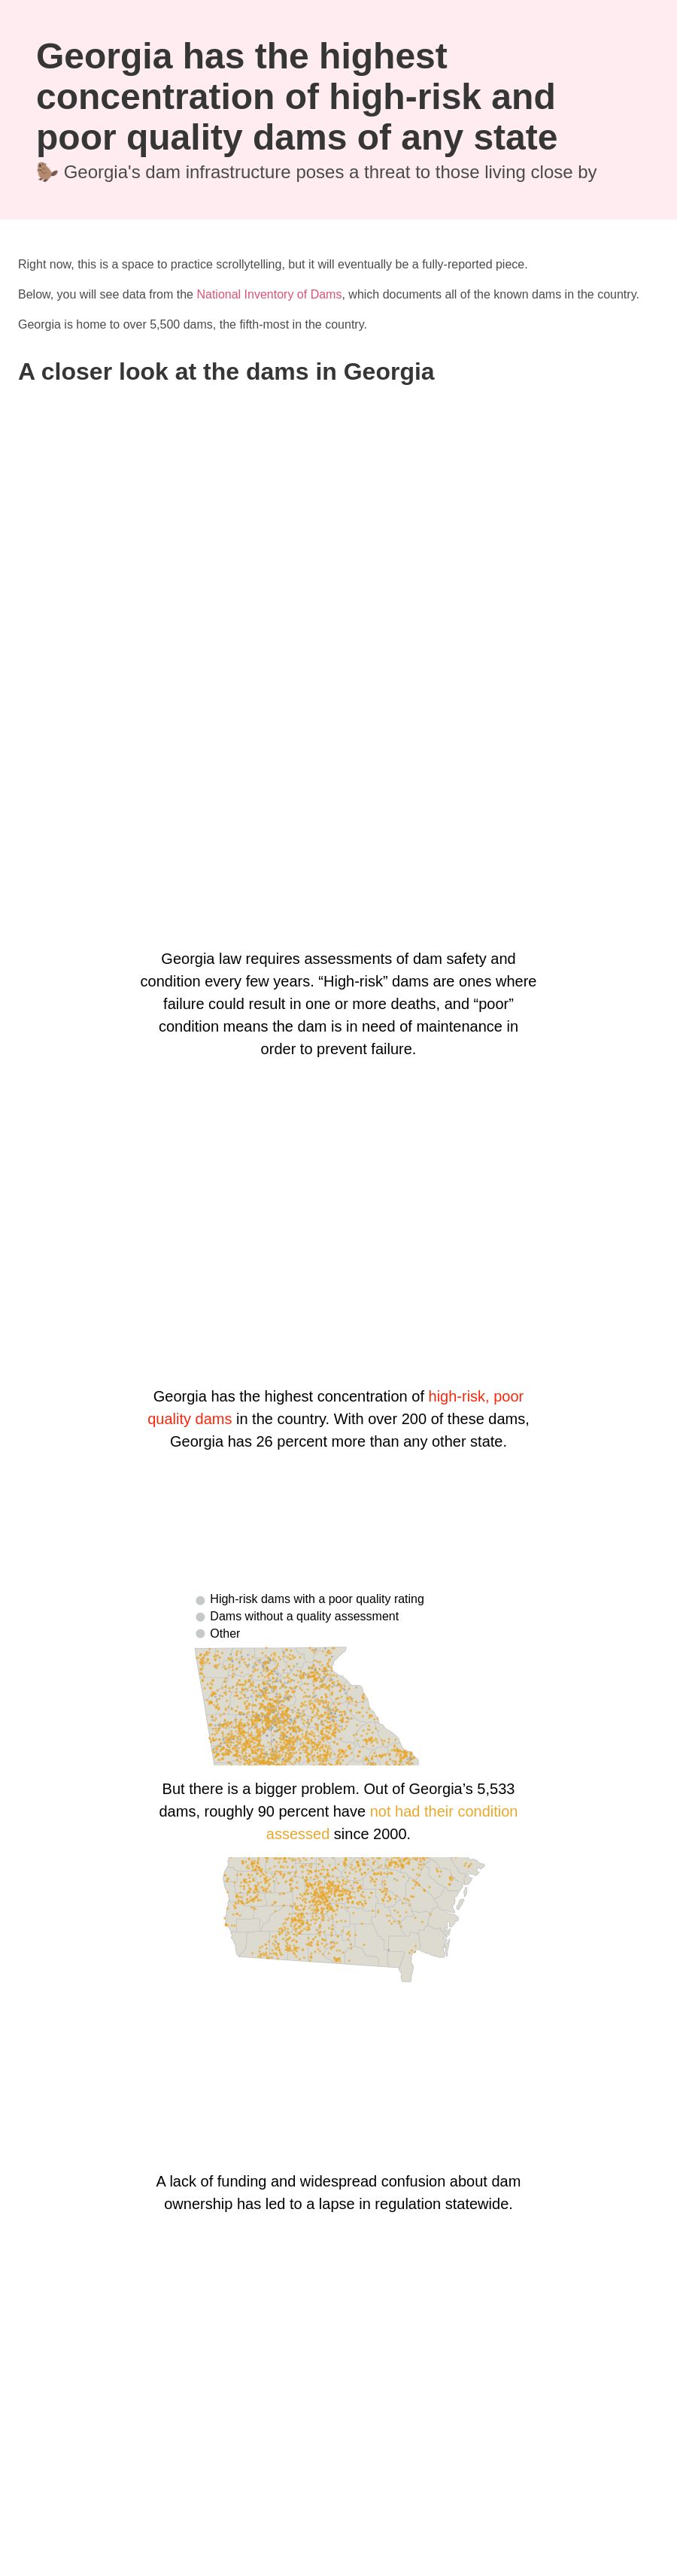 Georgia has the highest
concentration of high-risk and
poor quality dams of any state
🦫 Georgia's dam infrastructure poses a threat to those living close by
Right now, this is a space to practice scrollytelling, but it will eventually be a fully-reported piece.
Below, you will see data from the National Inventory of Dams, which documents all of the known dams in the country.
Georgia is home to over 5,500 dams, the fifth-most in the country.
A closer look at the dams in Georgia
Georgia law requires assessments of dam safety and
condition every few years. “High-risk” dams are ones where
failure could result in one or more deaths, and “poor”
condition means the dam is in need of maintenance in
order to prevent failure.
Georgia has the highest concentration of high-risk, poor
quality dams in the country. With over 200 of these dams,
Georgia has 26 percent more than any other state.
High-risk dams with a poor quality rating
Dams without a quality assessment
Other
But there is a bigger problem. Out of Georgia’s 5,533
dams, roughly 90 percent have not had their condition
assessed since 2000.
A lack of funding and widespread confusion about dam
ownership has led to a lapse in regulation statewide.